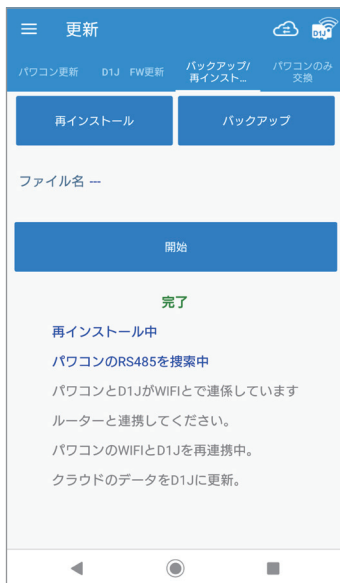 更新
D1J
パワコン更新
D1J FW更新
バックアップ/
再インスト...
パワコンのみ
交換
再インストール
バックアップ
ファイル名 ---
開始
完了
再インストール中
パワコンのRS485を捜索中
パワコンとD1JがWIFIとで連係しています
ルーターと連携してください。
パワコンのWIFIとD1Jを再連携中。
クラウドのデータをD1Jに更新。